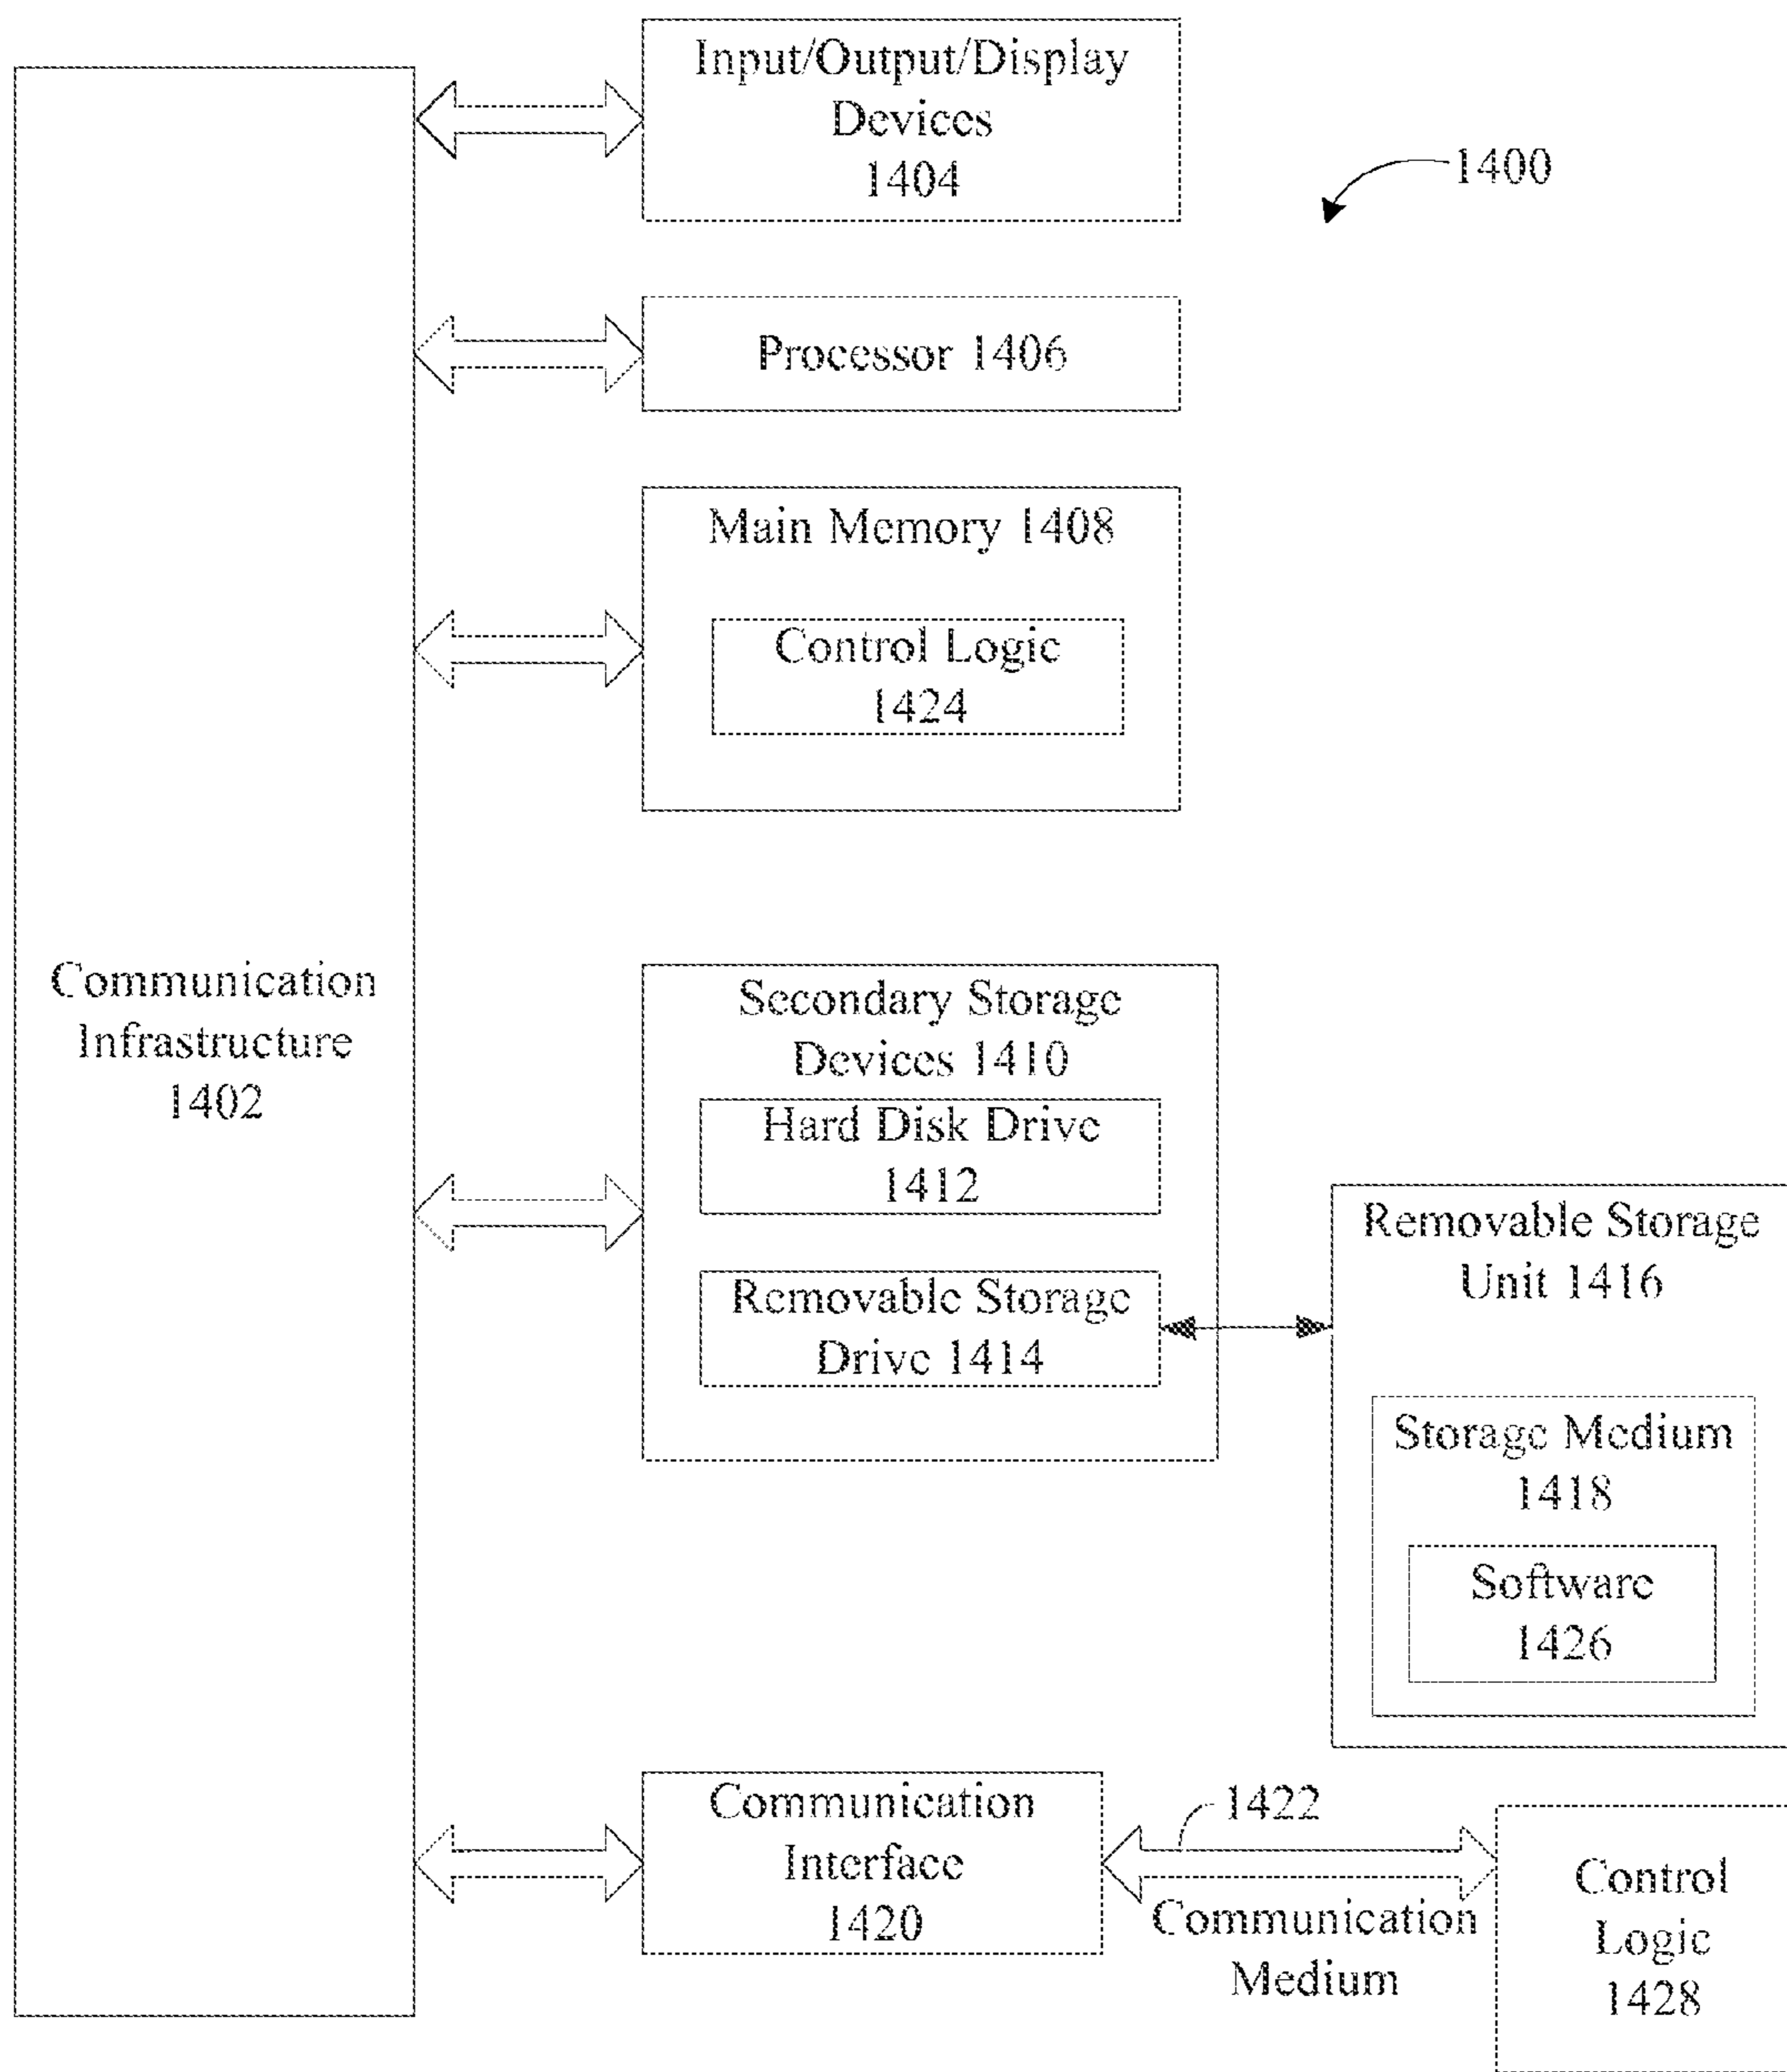 Input/Output/Display
Devices
1404
1400
Processor 1406
Main Memory 1408
Control Logic
1424
Communication
Infrastructure
1402
Secondary Storage
Devices 1410
Hard Disk Drive
1412
Removable Storage
Drive 1414
Removable Storage
Unit 1416
Storage Medium
1418
Software
1426
Communication
Interface
1420
1422
Communication
Medium
Control
Logic
1428